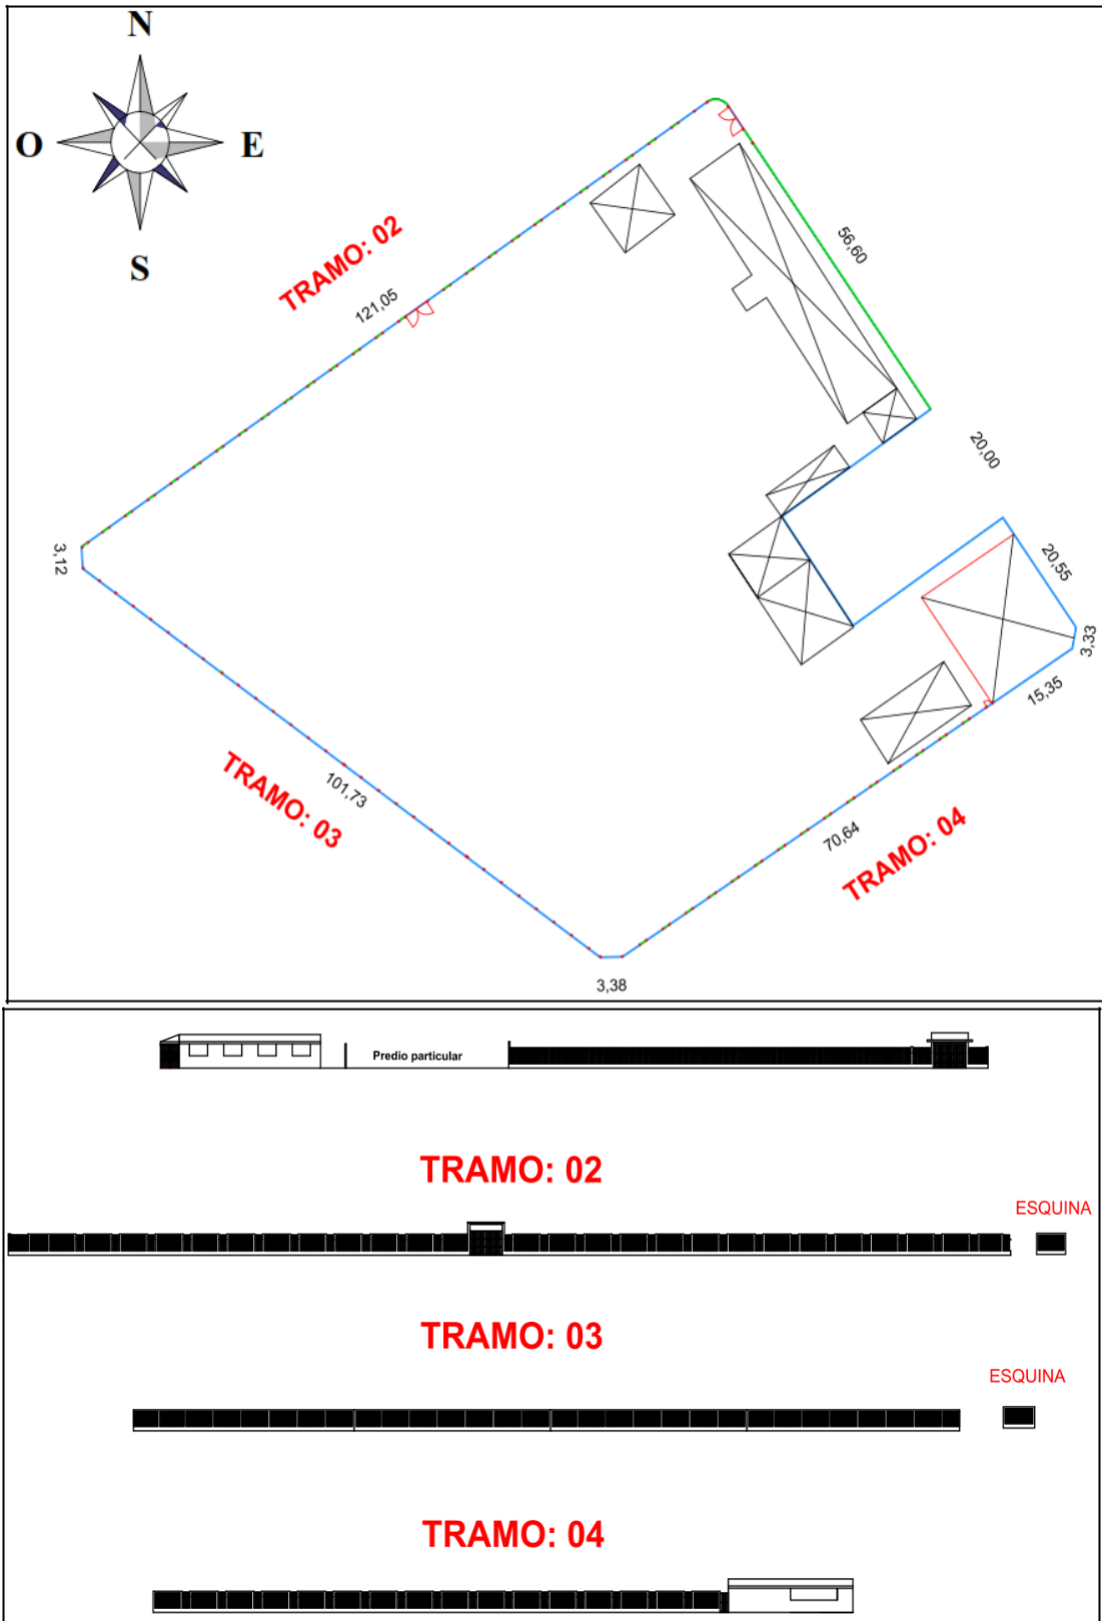 N
O
E
S
TRAMO: 02
121,05
56,60
20,00
20,55
3,33
15,35
3,12
TRAMO: 03
101,73
70,64
TRAMO: 04
3,38
Predio particular
TRAMO: 02
ESQUINA
TRAMO: 03
ESQUINA
TRAMO: 04